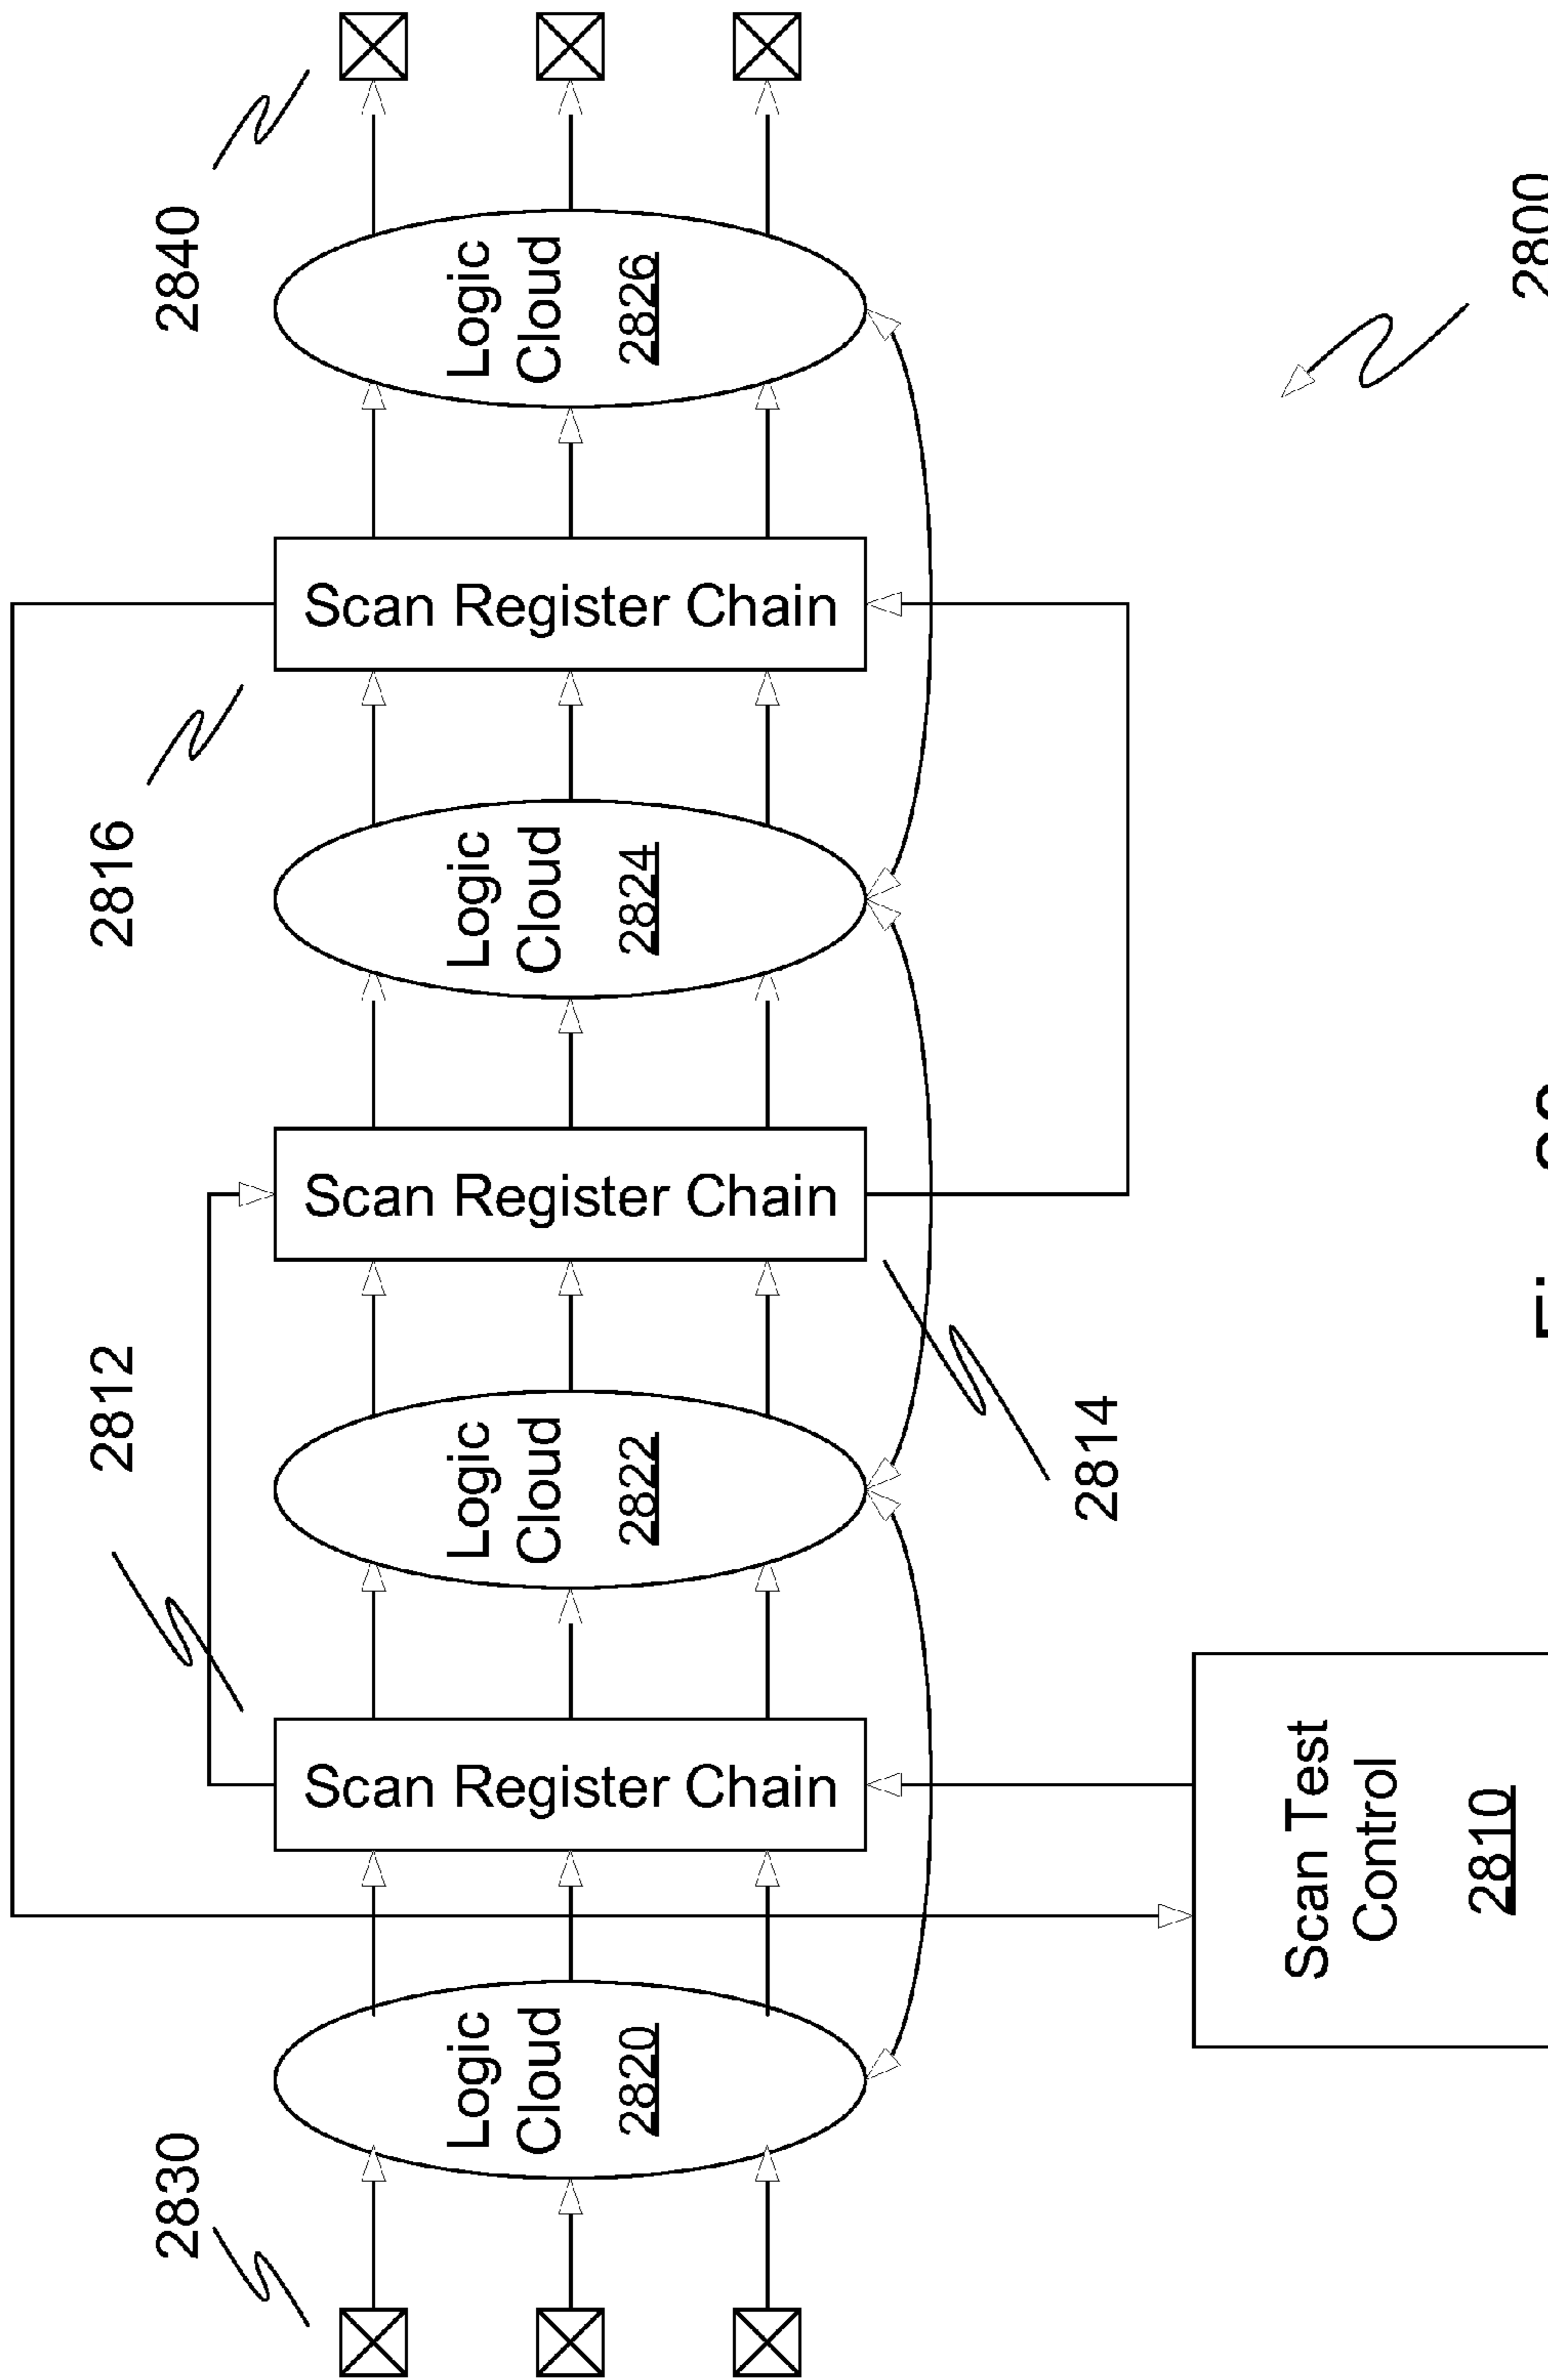 2812
2816
2830
2840
Logic
Cloud
2820
Scan Register Chain
Logic
Cloud
2822
Scan Register Chain
Logic
Cloud
2824
Scan Register Chain
Logic
Cloud
2826
2814
Scan Test
Control
2810
2800